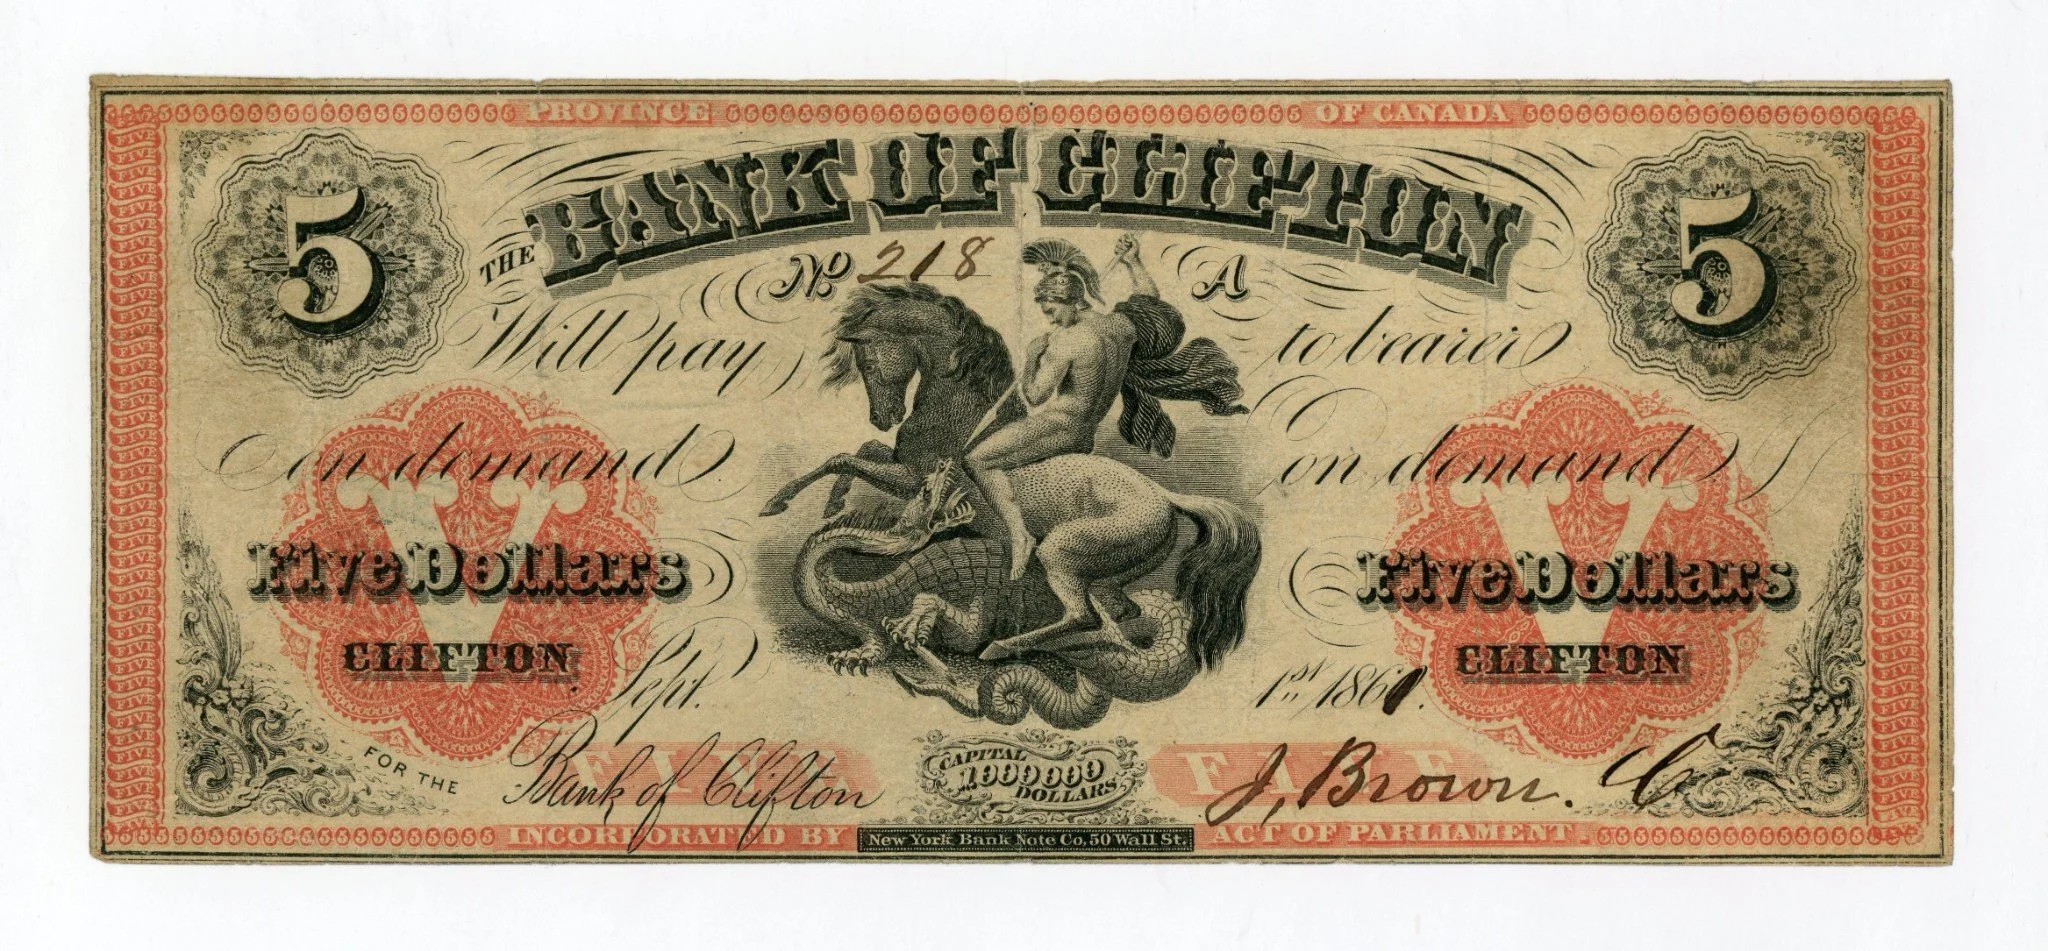 PROVINCE OF CANADA
THE BANK OF CLIFTON
5 5
No 218 A
Will pay to bearer
on demand on demand
V V
Five Dollars Five Dollars
CLIFTON CLIFTON
Sept. 1st 1861.
FOR THE Bank of Clifton
FIVE FIVE
CAPITAL
1000000
DOLLARS
J, Brown.
INCORPORATED BY ACT OF PARLIAMENT.
New York Bank Note Co, 50 Wall St.